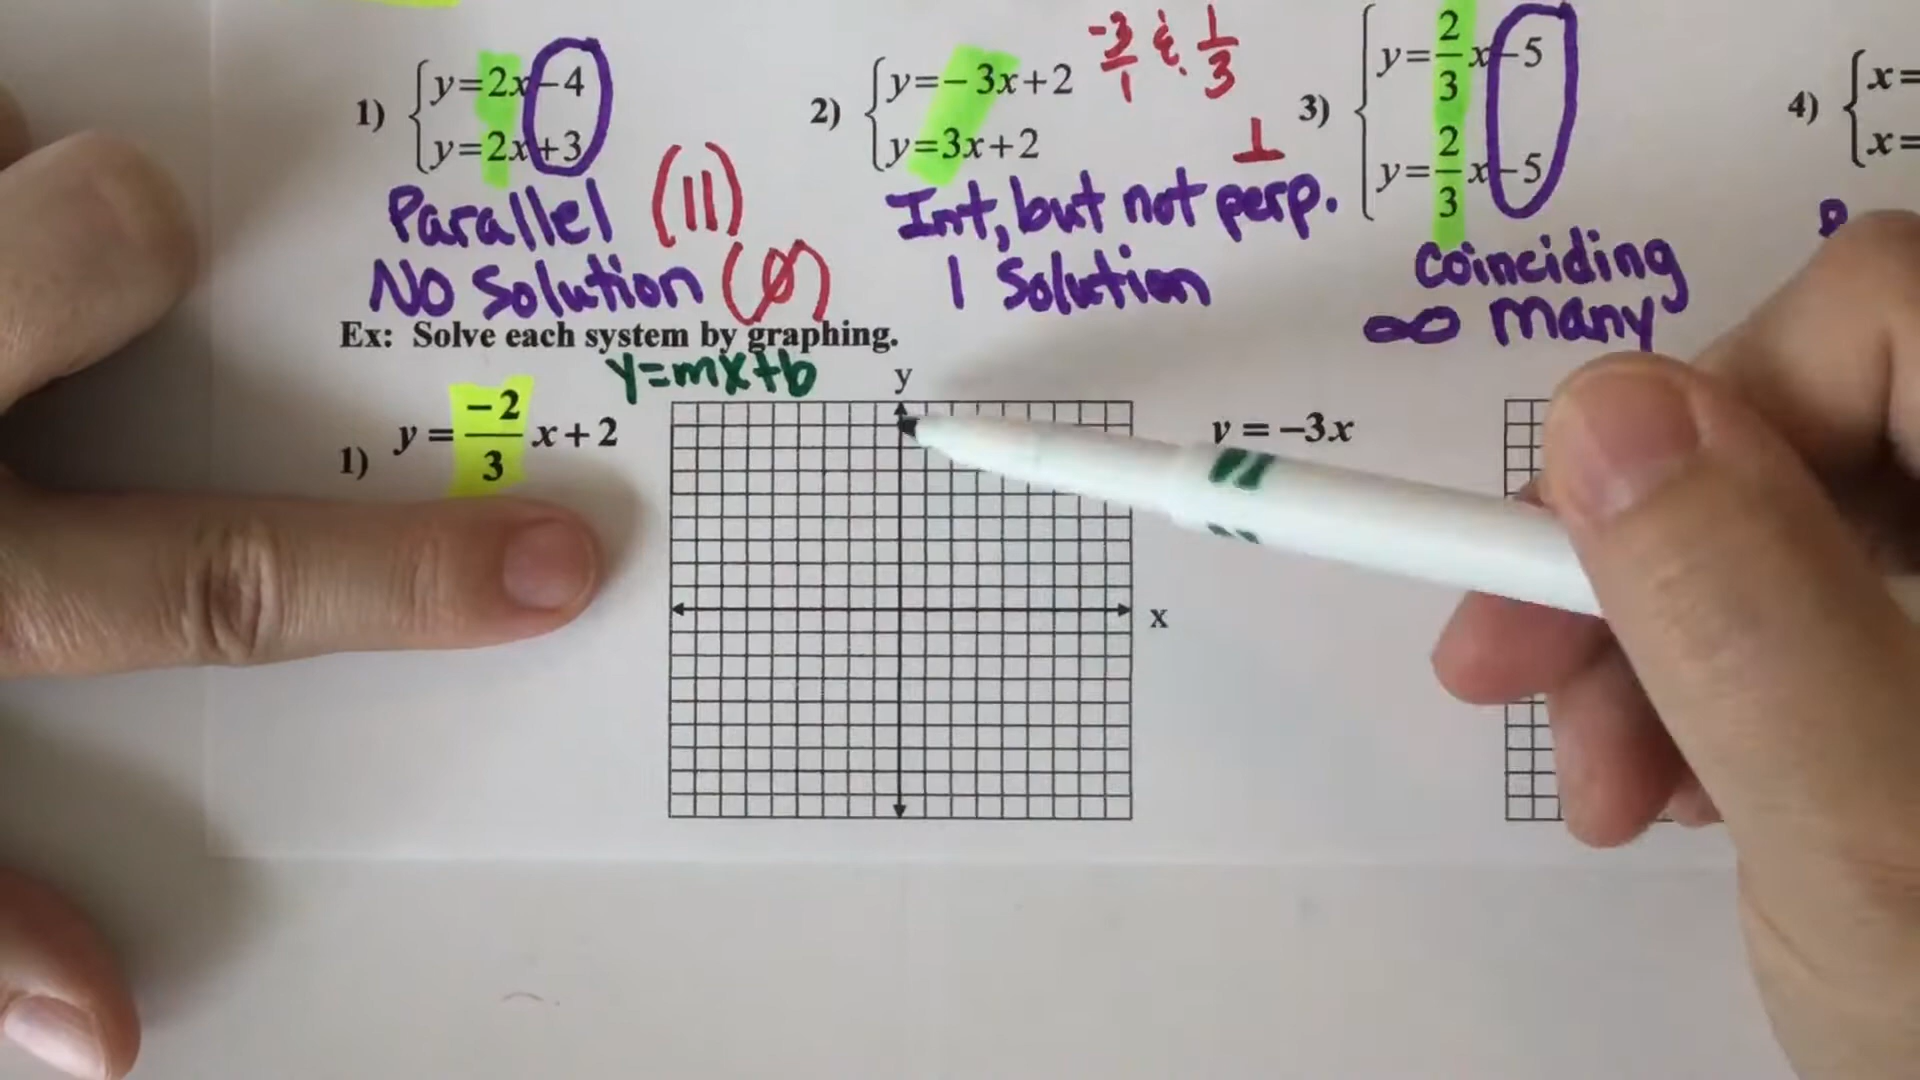 1) { y=2x-4
y=2x+3
Parallel (||)
No Solution (∅)
2) { y=-3x+2
y=3x+2
-3/1 & 1/3
⊥
Int, but not perp.
1 Solution
3) { y=2/3x-5
y=2/3x-5
Coinciding
∞ many
4) { x=
x=
Ex: Solve each system by graphing.
y=mx+b
1) y=-2/3 x+2
y
x
y=-3x